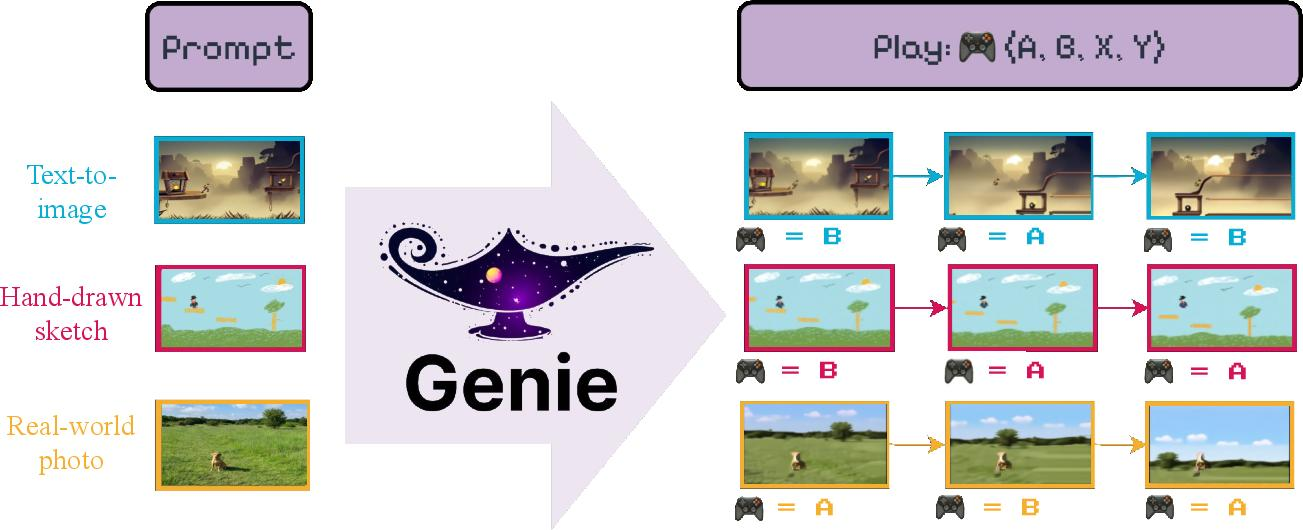 Prompt
Play: {A, B, X, Y}
Text-to-
image
= B
= A
= B
Hand-drawn
sketch
= B
= A
= A
Real-world
photo
= A
= B
= A
Genie